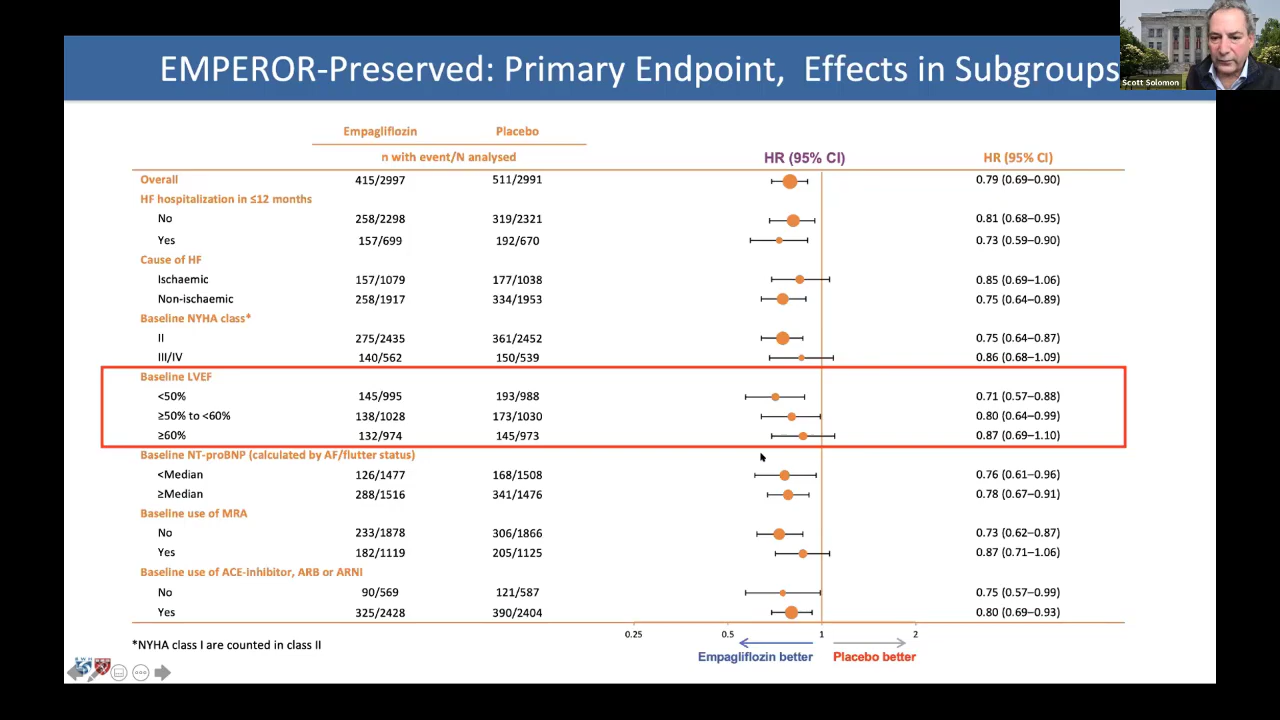 EMPEROR-Preserved: Primary Endpoint, Effects in Subgroups
Scott Solomon
Empagliflozin Placebo
n with event/N analysed HR (95% CI) HR (95% CI)
Overall 415/2997 511/2991 0.79 (0.69–0.90)
HF hospitalization in ≤12 months
No 258/2298 319/2321 0.81 (0.68–0.95)
Yes 157/699 192/670 0.73 (0.59–0.90)
Cause of HF
Ischaemic 157/1079 177/1038 0.85 (0.69–1.06)
Non-ischaemic 258/1917 334/1953 0.75 (0.64–0.89)
Baseline NYHA class*
II 275/2435 361/2452 0.75 (0.64–0.87)
III/IV 140/562 150/539 0.86 (0.68–1.09)
Baseline LVEF
<50% 145/995 193/988 0.71 (0.57–0.88)
≥50% to <60% 138/1028 173/1030 0.80 (0.64–0.99)
≥60% 132/974 145/973 0.87 (0.69–1.10)
Baseline NT-proBNP (calculated by AF/flutter status)
<Median 126/1477 168/1508 0.76 (0.61–0.96)
≥Median 288/1516 341/1476 0.78 (0.67–0.91)
Baseline use of MRA
No 233/1878 306/1866 0.73 (0.62–0.87)
Yes 182/1119 205/1125 0.87 (0.71–1.06)
Baseline use of ACE-inhibitor, ARB or ARNI
No 90/569 121/587 0.75 (0.57–0.99)
Yes 325/2428 390/2404 0.80 (0.69–0.93)
0.25 0.5 1 2
*NYHA class I are counted in class II
Empagliflozin better Placebo better